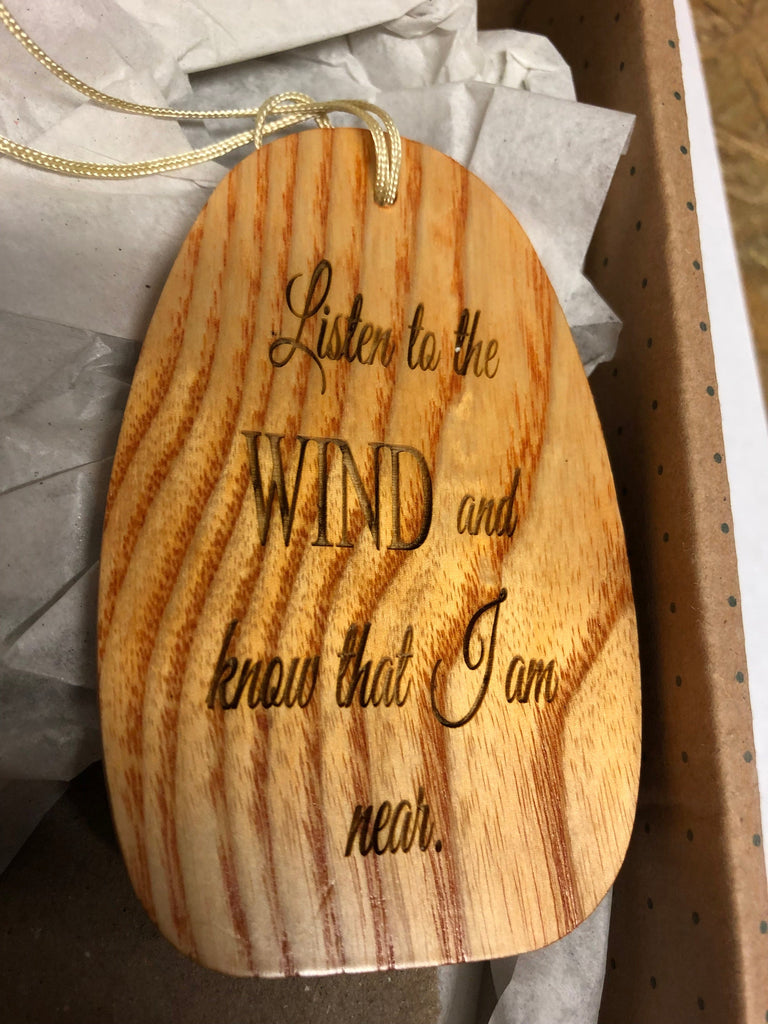 Listen to the
WIND and
know that I am
near.